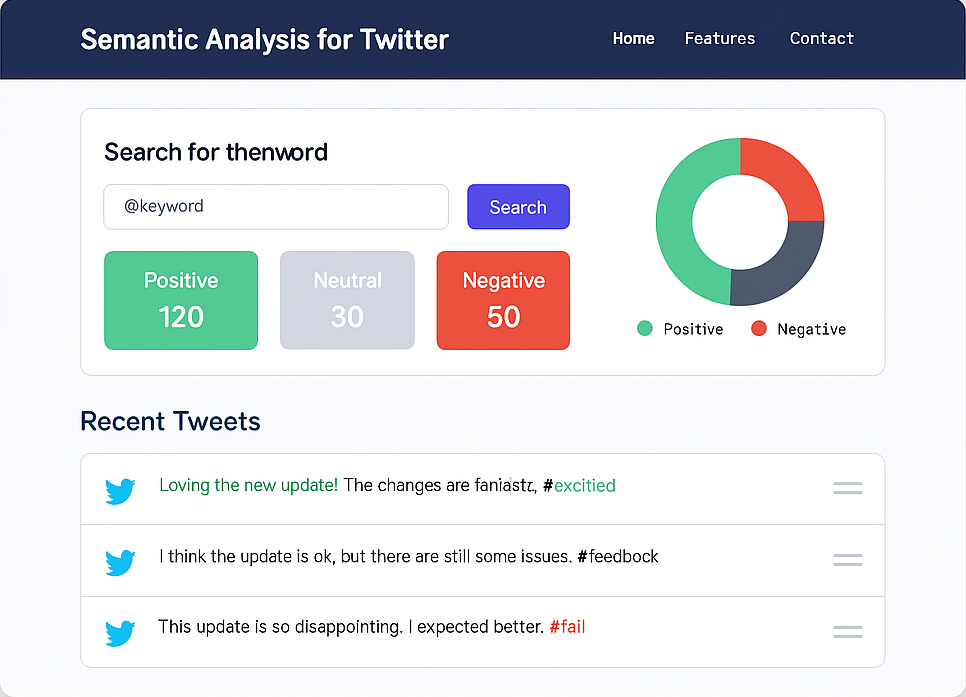 Semantic Analysis for Twitter
Home Features Contact
Search for thenword
@keyword
Search
Positive
120
Neutral
30
Negative
50
Positive Negative
Recent Tweets
Loving the new update! The changes are #excitied
I think the update is ok, but there are still some issues. #feedbock
This update is so disappointing. I expected better. #fail